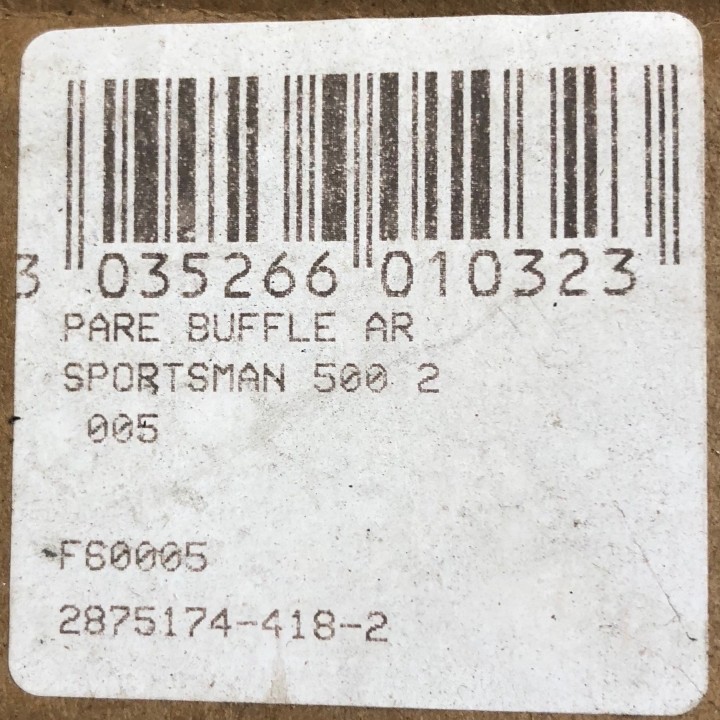 3 035266 010323
PARE BUFFLE AR
SPORTSMAN 500 2
005
F60005
2875174-418-2